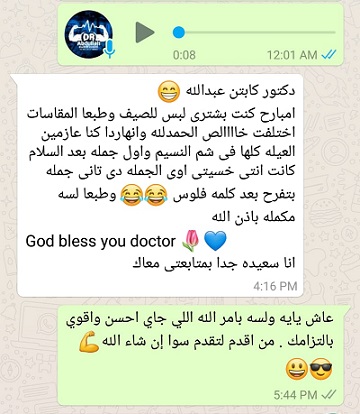 DR
Abdullah
0:08
12:01 AM
دكتور كابتن عبدالله 😁
امبارح كنت بشترى لبس للصيف وطبعا المقاسات
اختلفت خاااالص الحمدلله وانهاردا كنا عازمين
العيله كلها فى شم النسيم واول جمله بعد السلام
كانت انتى خسيتى اوى الجمله دى تانى جمله
بتفرح بعد كلمه فلوس 😂😂 وطبعا لسه
مكمله باذن الله
God bless you doctor 🌷💙
انا سعيده جدا بمتابعتى معاك
4:16 PM
عاش يايه ولسه بامر الله اللي جاي احسن واقوي
بالتزامك . من اقدم لتقدم سوا إن شاء الله 💪
😃😎
5:44 PM